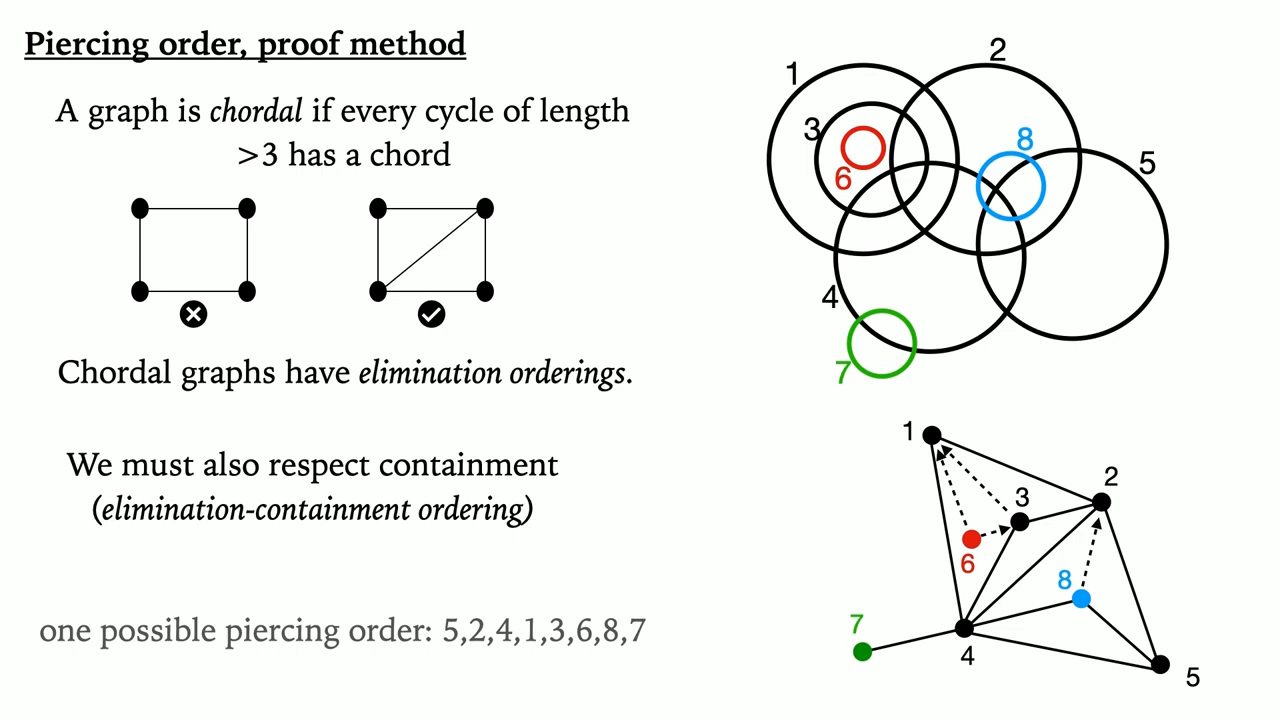 Piercing order, proof method
A graph is chordal if every cycle of length
>3 has a chord
Chordal graphs have elimination orderings.
We must also respect containment
(elimination-containment ordering)
one possible piercing order: 5,2,4,1,3,6,8,7
1
2
3
8
5
6
4
7
1
2
3
6
8
7
4
5